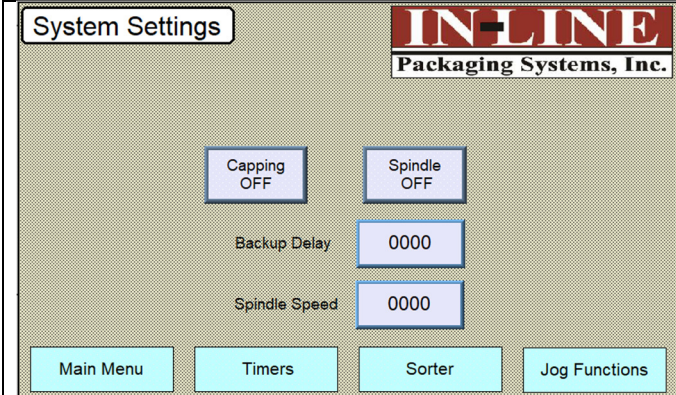 System Settings
IN-LINE
Packaging Systems, Inc.
Capping
OFF
Spindle
OFF
Backup Delay
0000
Spindle Speed
0000
Main Menu
Timers
Sorter
Jog Functions